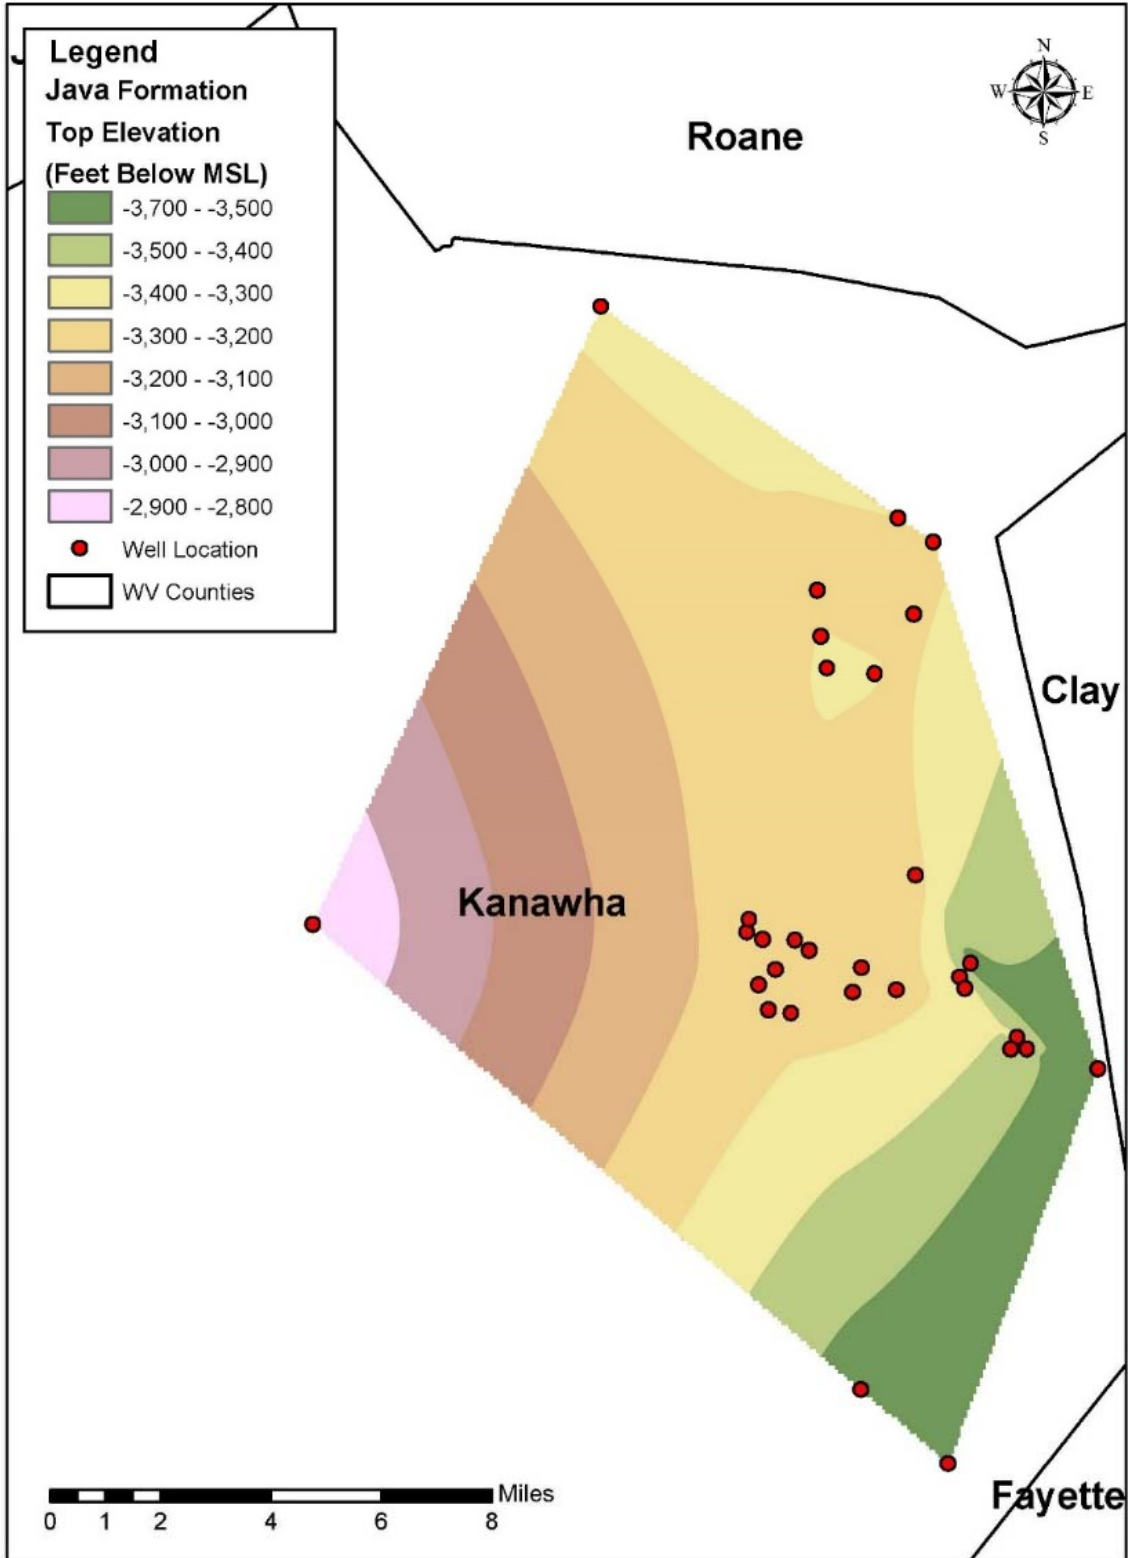 J
Legend
Java Formation
Top Elevation
(Feet Below MSL)
-3,700 - -3,500
-3,500 - -3,400
-3,400 - -3,300
-3,300 - -3,200
-3,200 - -3,100
-3,100 - -3,000
-3,000 - -2,900
-2,900 - -2,800
Well Location
WV Counties
N
W E
S
Roane
Clay
Kanawha
Fayette
Miles
0 1 2 4 6 8